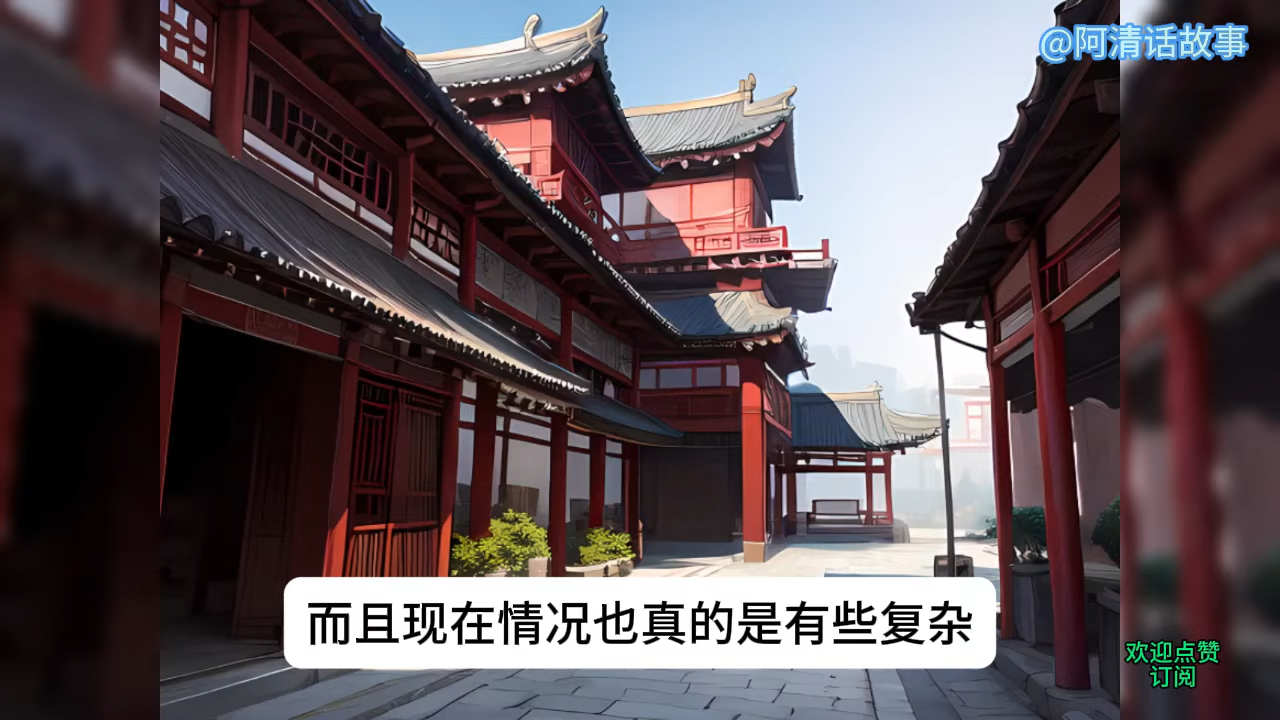 @阿清话故事
而且现在情况也真的是有些复杂
欢迎点赞
订阅